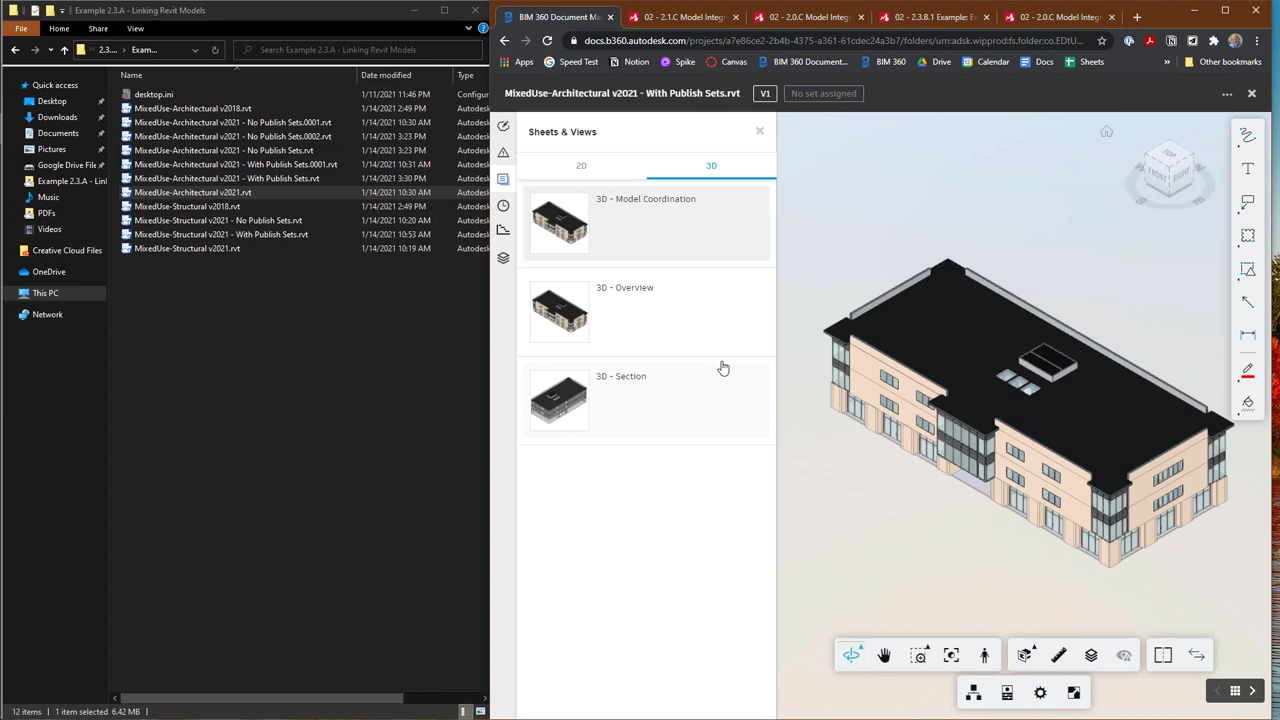 Example 2.3.A - Linking Revit Models
File
Home
Share
View
2.3....
Exam...
Search Example 2.3.A - Linking Revit Models
Name
Date modified
Type
Quick access
Desktop
Downloads
Documents
Pictures
Google Drive File
Example 2.3.A - Linl
Music
PDFs
Videos
Creative Cloud Files
OneDrive
This PC
Network
desktop.ini 1/11/2021 11:46 PM Configur
MixedUse-Architectural v2018.rvt 1/14/2021 2:49 PM Autodesk
MixedUse-Architectural v2021 - No Publish Sets.0001.rvt 1/14/2021 10:30 AM Autodesk
MixedUse-Architectural v2021 - No Publish Sets.0002.rvt 1/14/2021 3:23 PM Autodesk
MixedUse-Architectural v2021 - No Publish Sets.rvt 1/14/2021 3:23 PM Autodesk
MixedUse-Architectural v2021 - With Publish Sets.0001.rvt 1/14/2021 10:31 AM Autodesk
MixedUse-Architectural v2021 - With Publish Sets.rvt 1/14/2021 3:30 PM Autodesk
MixedUse-Architectural v2021.rvt 1/14/2021 10:30 AM Autodesk
MixedUse-Structural v2018.rvt 1/14/2021 2:49 PM Autodesk
MixedUse-Structural v2021 - No Publish Sets.rvt 1/14/2021 10:20 AM Autodesk
MixedUse-Structural v2021 - With Publish Sets.rvt 1/14/2021 10:53 AM Autodesk
MixedUse-Structural v2021.rvt 1/14/2021 10:19 AM Autodesk
12 items 1 item selected 6.42 MB
BIM 360 Document Ma
02 - 2.1.C Model Integr
02 - 2.0.C Model Integr
02 - 2.3.B.1 Example: Ex
02 - 2.0.C Model Integr
docs.b360.autodesk.com/projects/a7e86ce2-2b4b-4375-a361-61cdec24a3b7/folders/urn:adsk.wipprod:fs.folder:co.EDtU...
Apps
Speed Test
Notion
Spike
Canvas
BIM 360 Document...
BIM 360
Drive
Calendar
Docs
Sheets
»
Other bookmarks
MixedUse-Architectural v2021 - With Publish Sets.rvt
V1
No set assigned
Sheets & Views
2D
3D
3D - Model Coordination
3D - Overview
3D - Section
FRONT
RIGHT